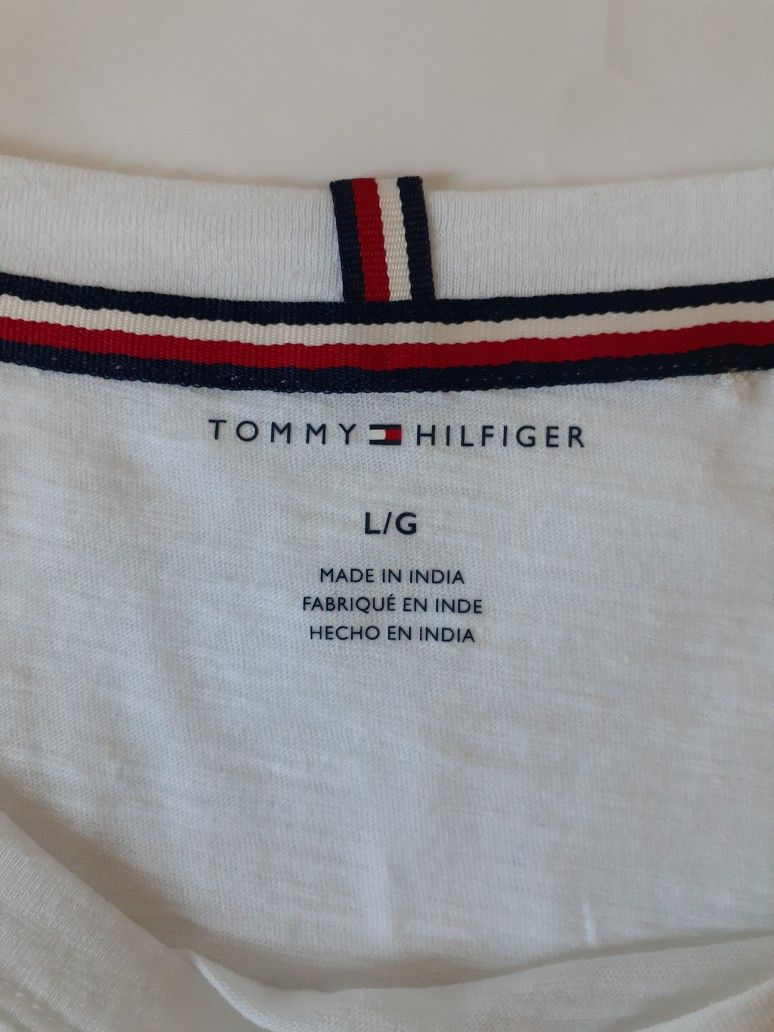 TOMMY HILFIGER
L/G
MADE IN INDIA
FABRIQUÉ EN INDE
HECHO EN INDIA